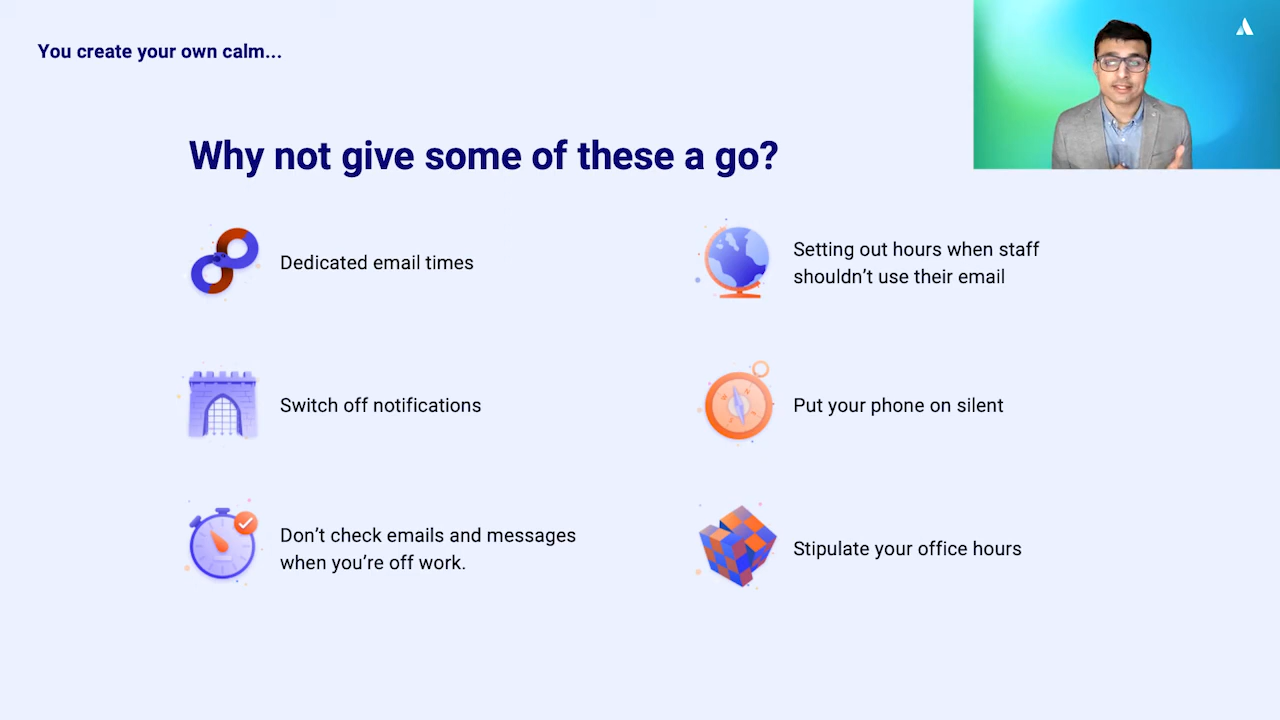 You create your own calm...
Why not give some of these a go?
Dedicated email times
Setting out hours when staff
shouldn’t use their email
Switch off notifications
Put your phone on silent
Don’t check emails and messages
when you’re off work.
Stipulate your office hours